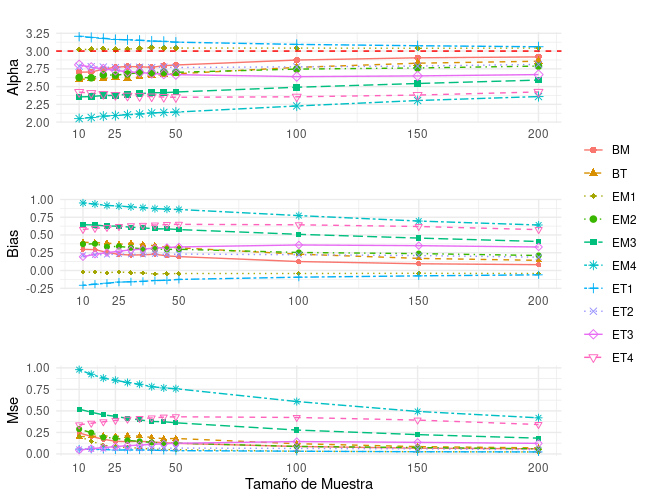 3.25
3.00
2.75
2.50
2.25
2.00
Alpha
10 25 50 100 150 200
1.00
0.75
0.50
0.25
0.00
-0.25
Bias
10 25 50 100 150 200
1.00
0.75
0.50
0.25
0.00
Mse
10 25 50 100 150 200
Tamaño de Muestra
BM
BT
EM1
EM2
EM3
EM4
ET1
ET2
ET3
ET4